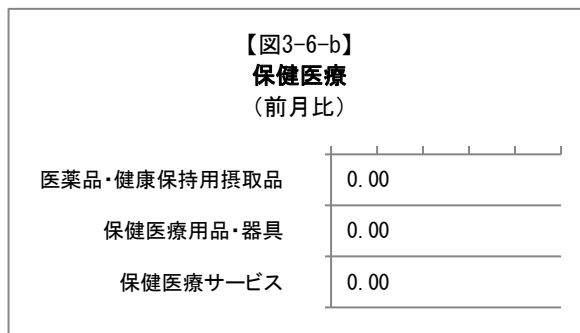 【図3-6-b】
保健医療
(前月比)
医薬品・健康保持用摂取品 0.00
保健医療用品・器具 0.00
保健医療サービス 0.00